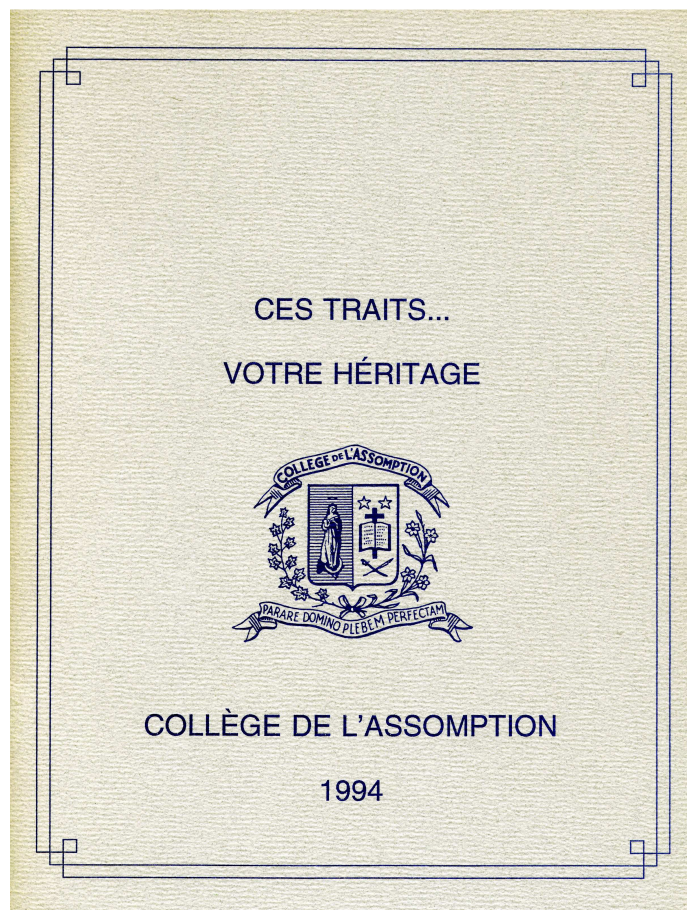 CES TRAITS...
VOTRE HÉRITAGE
COLLEGE DE L'ASSOMPTION
PARARE DOMINO PLEBEM PERFECTAM
COLLÈGE DE L'ASSOMPTION
1994